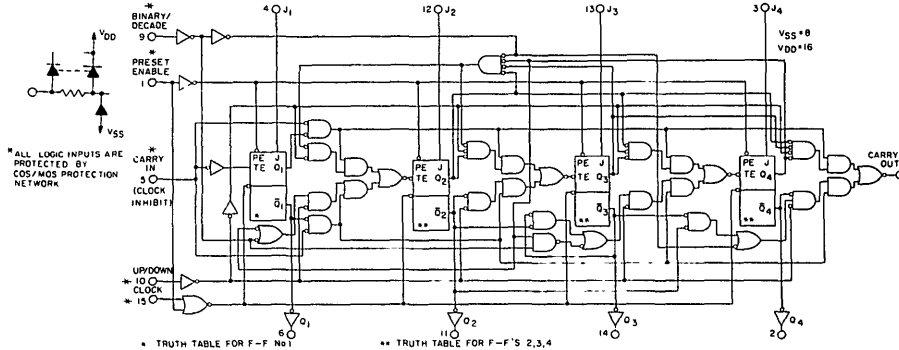 * BINARY/
DECADE
9
4 J1
12 J2
13 J3
3 J4
VSS=8
VDD=16
VDD
VSS
* PRESET
ENABLE
1
* ALL LOGIC INPUTS ARE
PROTECTED BY
COS/MOS PROTECTION
NETWORK
* CARRY
IN
5
(CLOCK
INHIBIT)
PE J
TE Q1
Q̅1
*
PE J
TE Q2
Q̅2
**
PE J
TE Q3
Q̅3
**
PE J
TE Q4
Q̅4
**
CARRY
OUT
UP/DOWN
* 10
CLOCK
* 15
Q1
6
Q2
11
Q3
14
Q4
2
* TRUTH TABLE FOR F-F No1
** TRUTH TABLE FOR F-F'S 2,3,4